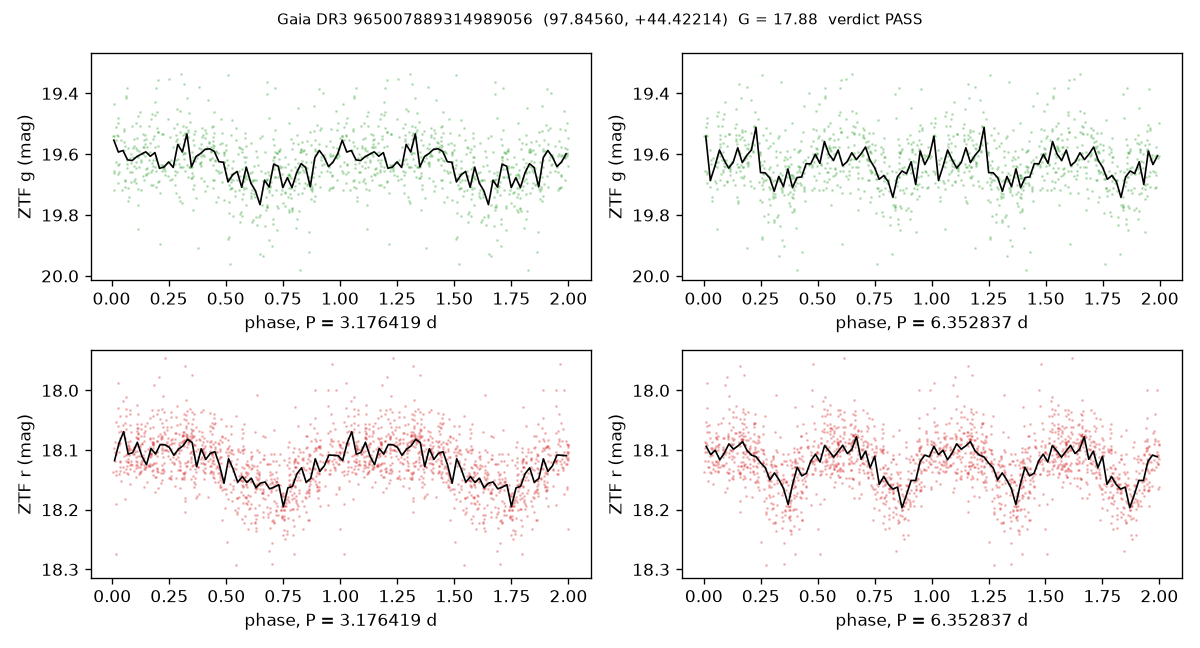 Gaia DR3 965007889314989056 (97.84560, +44.42214) G = 17.88 verdict PASS
ZTF g (mag)
19.4
19.6
19.8
20.0
0.00 0.25 0.50 0.75 1.00 1.25 1.50 1.75 2.00
phase, P = 3.176419 d
ZTF g (mag)
19.4
19.6
19.8
20.0
0.00 0.25 0.50 0.75 1.00 1.25 1.50 1.75 2.00
phase, P = 6.352837 d
ZTF r (mag)
18.0
18.1
18.2
18.3
0.00 0.25 0.50 0.75 1.00 1.25 1.50 1.75 2.00
phase, P = 3.176419 d
ZTF r (mag)
18.0
18.1
18.2
18.3
0.00 0.25 0.50 0.75 1.00 1.25 1.50 1.75 2.00
phase, P = 6.352837 d